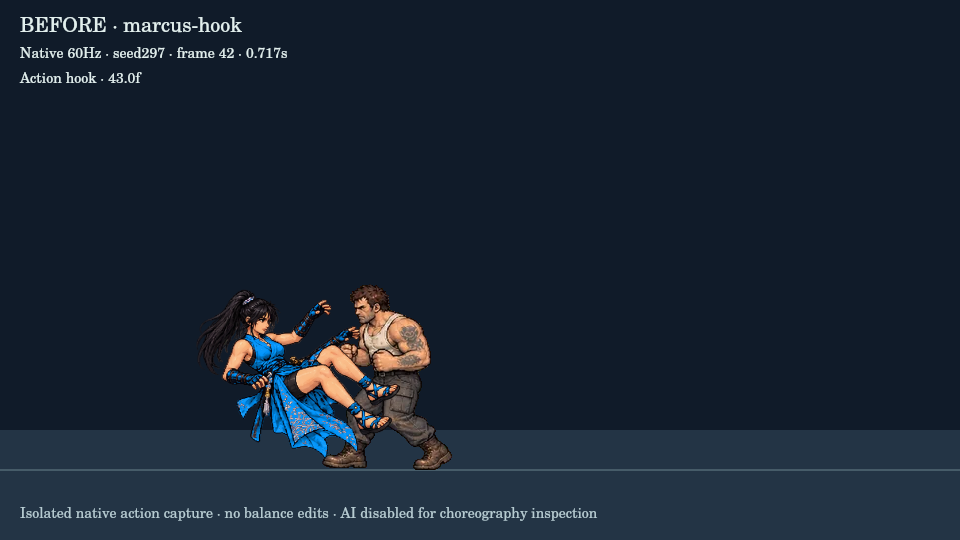 BEFORE · marcus-hook
Native 60Hz · seed297 · frame 42 · 0.717s
Action hook · 43.0f
Isolated native action capture · no balance edits · AI disabled for choreography inspection